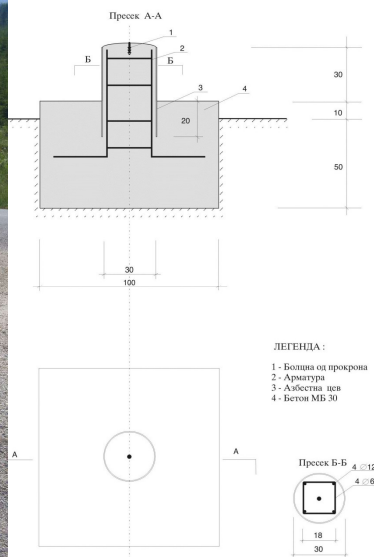 Пресек А-А
1
2
Б
Б
3
4
20
30
10
50
30
100
ЛЕГЕНДА :
1 - Болцна од прокрона
2 - Арматура
3 - Азбестна цев
4 - Бетон МБ 30
А
А
Пресек Б-Б
4 ∅12
4 ∅6
18
30